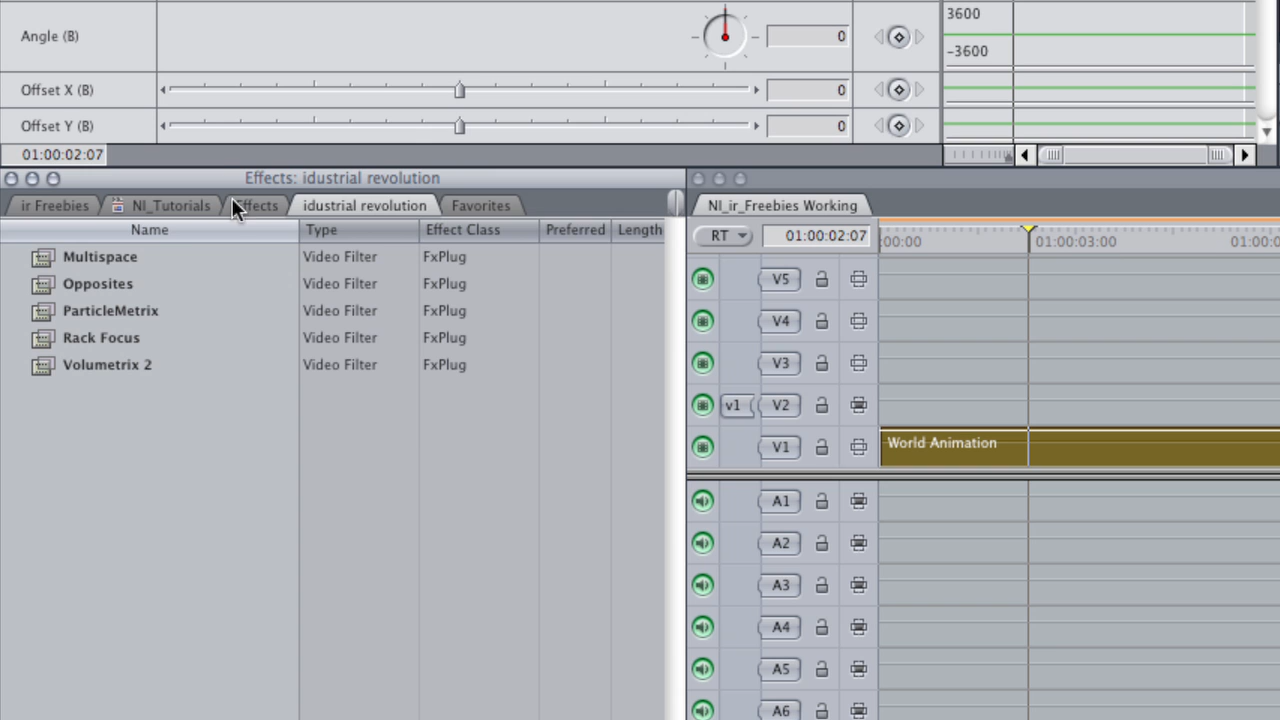 3600
Angle (B) 0
-3600
Offset X (B) 0
Offset Y (B) 0
01:00:02:07
Effects: idustrial revolution
ir Freebies NI_Tutorials Effects idustrial revolution Favorites
Name Type Effect Class Preferred Length
Multispace Video Filter FxPlug
Opposites Video Filter FxPlug
ParticleMetrix Video Filter FxPlug
Rack Focus Video Filter FxPlug
Volumetrix 2 Video Filter FxPlug
NI_ir_Freebies Working
RT 01:00:02:07 :00:00 01:00:03:00 01:00:0
V5
V4
V3
v1 V2
V1 World Animation
A1
A2
A3
A4
A5
A6